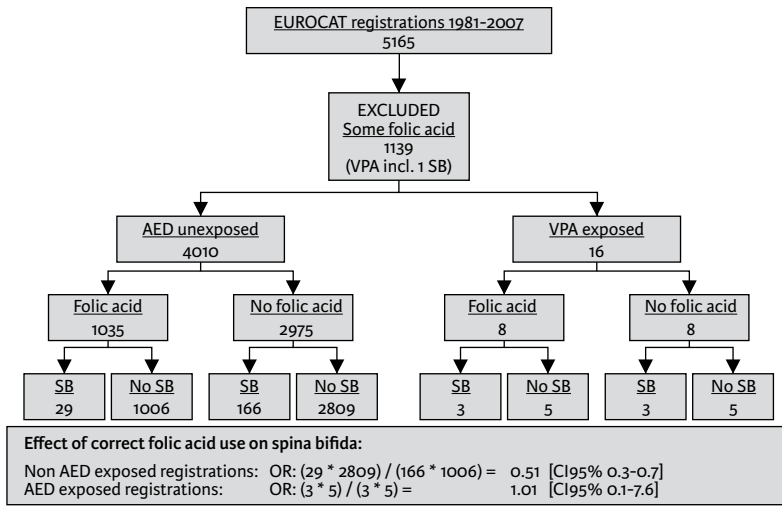 EUROCAT registrations 1981-2007
5165
EXCLUDED
Some folic acid
1139
(VPA incl. 1 SB)
AED unexposed
4010
VPA exposed
16
Folic acid
1035
No folic acid
2975
Folic acid
8
No folic acid
8
SB
29
No SB
1006
SB
166
No SB
2809
SB
3
No SB
5
SB
3
No SB
5
Effect of correct folic acid use on spina bifida:
Non AED exposed registrations: OR: (29 * 2809) / (166 * 1006) = 0.51 [CI95% 0.3-0.7]
AED exposed registrations: OR: (3 * 5) / (3 * 5) = 1.01 [CI95% 0.1-7.6]